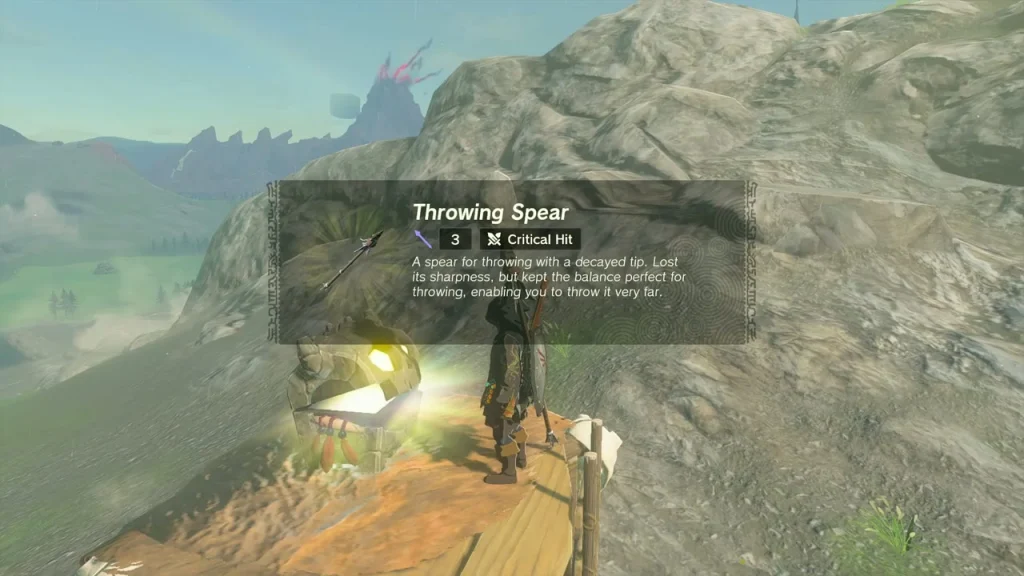 Throwing Spear
3 Critical Hit
A spear for throwing with a decayed tip. Lost
its sharpness, but kept the balance perfect for
throwing, enabling you to throw it very far.